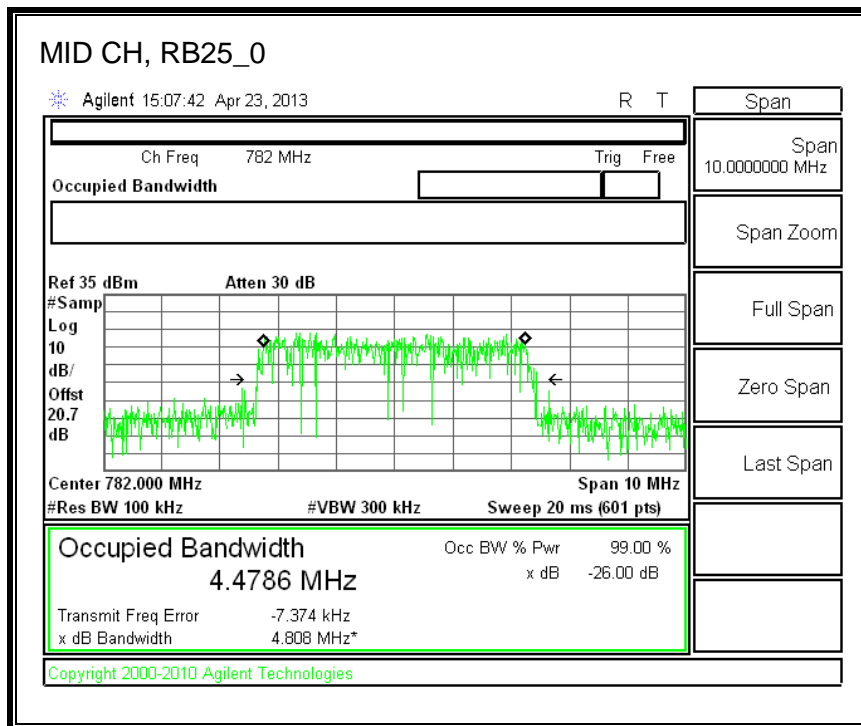 MID CH, RB25_0
Agilent 15:07:42 Apr 23, 2013 R T
Span
Ch Freq 782 MHz Trig Free
Occupied Bandwidth
Span
10.0000000 MHz
Span Zoom
Full Span
Zero Span
Last Span
Ref 35 dBm Atten 30 dB
#Samp
Log
10
dB/
Offst
20.7
dB
Center 782.000 MHz Span 10 MHz
#Res BW 100 kHz #VBW 300 kHz Sweep 20 ms (601 pts)
Occupied Bandwidth Occ BW % Pwr 99.00 %
4.4786 MHz x dB -26.00 dB
Transmit Freq Error -7.374 kHz
x dB Bandwidth 4.808 MHz*
Copyright 2000-2010 Agilent Technologies